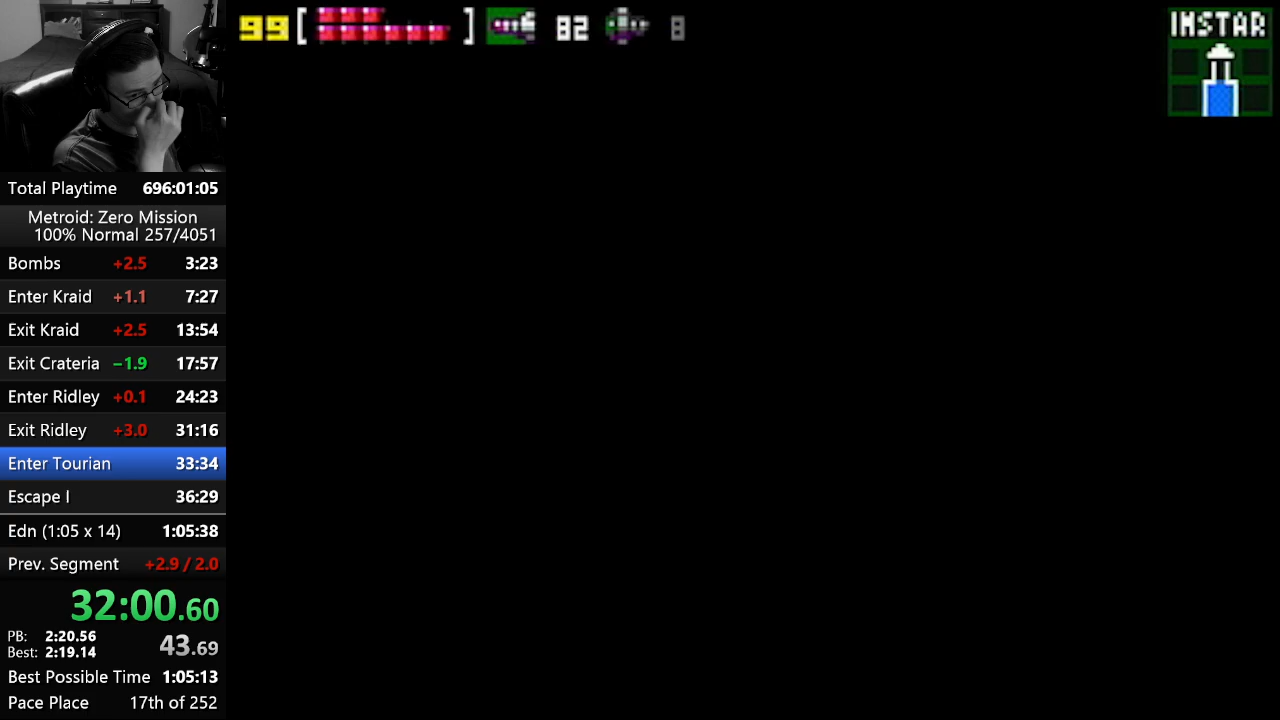 99 [ ] 82 8
INSTAR
Total Playtime 696:01:05
Metroid: Zero Mission
100% Normal 257/4051
Bombs +2.5 3:23
Enter Kraid +1.1 7:27
Exit Kraid +2.5 13:54
Exit Crateria −1.9 17:57
Enter Ridley +0.1 24:23
Exit Ridley +3.0 31:16
Enter Tourian 33:34
Escape I 36:29
Edn (1:05 x 14) 1:05:38
Prev. Segment +2.9 / 2.0
32:00.60
PB: 2:20.56
Best: 2:19.14
43.69
Best Possible Time 1:05:13
Pace Place 17th of 252